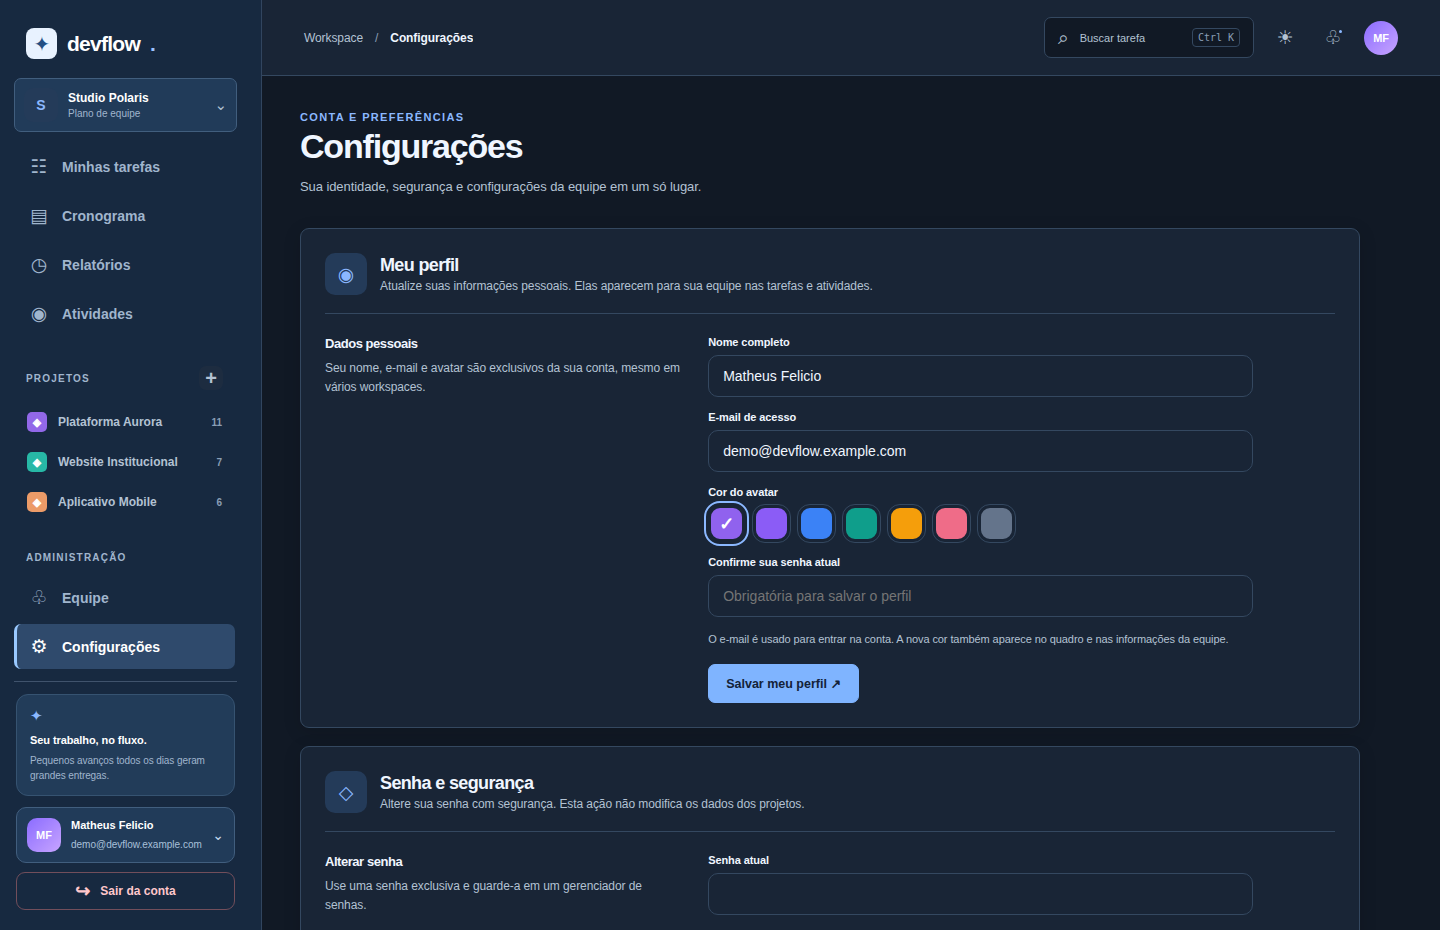 devflow.
S
Studio Polaris
Plano de equipe
Minhas tarefas
Cronograma
Relatórios
Atividades
PROJETOS
+
Plataforma Aurora
11
Website Institucional
7
Aplicativo Mobile
6
ADMINISTRAÇÃO
Equipe
Configurações
Seu trabalho, no fluxo.
Pequenos avanços todos os dias geram
grandes entregas.
MF
Matheus Felicio
demo@devflow.example.com
Sair da conta
Workspace / Configurações
Buscar tarefa
Ctrl K
MF
CONTA E PREFERÊNCIAS
Configurações
Sua identidade, segurança e configurações da equipe em um só lugar.
Meu perfil
Atualize suas informações pessoais. Elas aparecem para sua equipe nas tarefas e atividades.
Dados pessoais
Seu nome, e-mail e avatar são exclusivos da sua conta, mesmo em
vários workspaces.
Nome completo
Matheus Felicio
E-mail de acesso
demo@devflow.example.com
Cor do avatar
Confirme sua senha atual
Obrigatória para salvar o perfil
O e-mail é usado para entrar na conta. A nova cor também aparece no quadro e nas informações da equipe.
Salvar meu perfil ↗
Senha e segurança
Altere sua senha com segurança. Esta ação não modifica os dados dos projetos.
Alterar senha
Use uma senha exclusiva e guarde-a em um gerenciador de
senhas.
Senha atual